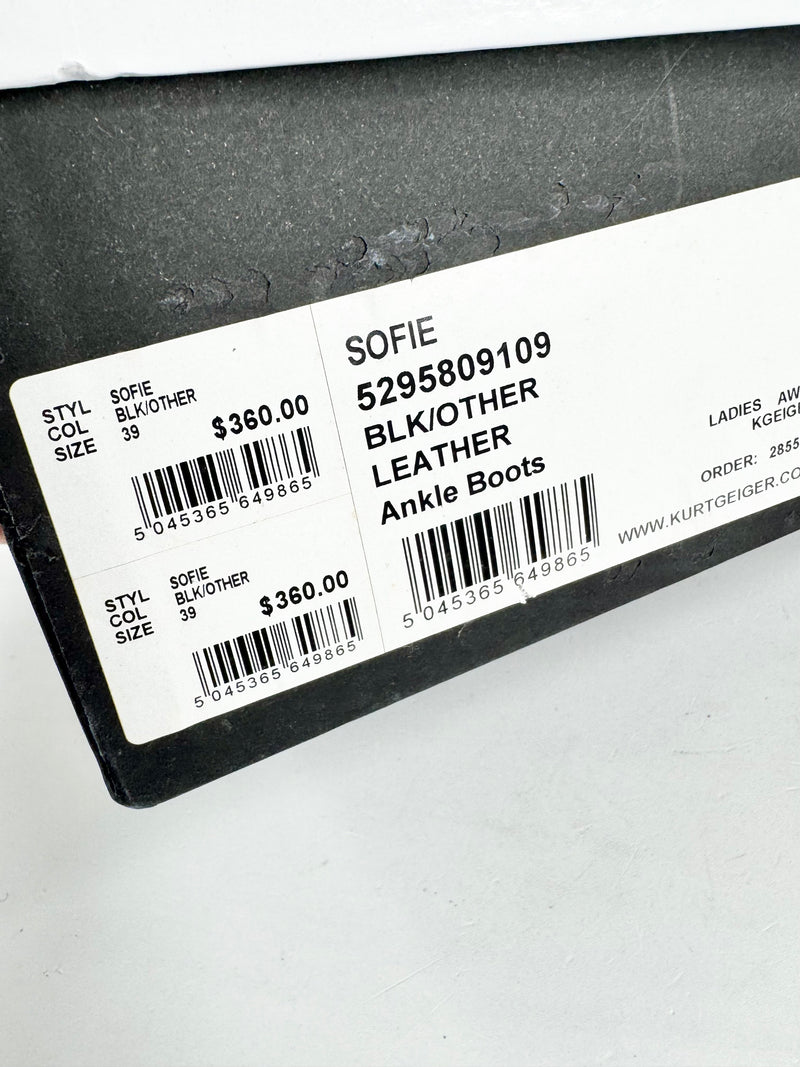 STYL SOFIE
COL BLK/OTHER
SIZE 39
$360.00
5 045365 649865
STYL SOFIE
COL BLK/OTHER
SIZE 39
$360.00
5 045365 649865
SOFIE
5295809109
BLK/OTHER
LEATHER
Ankle Boots
5 045365 649865
LADIES AW
KGEIGE
ORDER: 2855
WWW.KURTGEIGER.CO